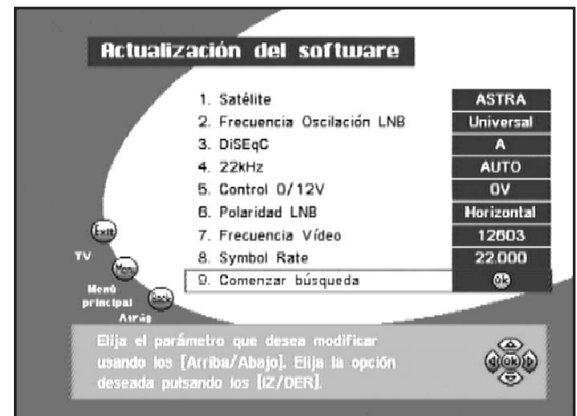 Actualización del software
1. Satélite ASTRA
2. Frecuencia Oscilación LNB Universal
3. DiSEqC A
4. 22kHz AUTO
5. Control 0/12V 0V
6. Polaridad LNB Horizontal
7. Frecuencia Vídeo 12603
8. Symbol Rate 22.000
9. Comenzar búsqueda Ok
Exit
TV
Menu
Menú
principal
Back
Atrás
Elija el parámetro que desea modificar
usando los [Arriba/Abajo]. Elija la opción
deseada pulsando los [IZ/DER].
Ok